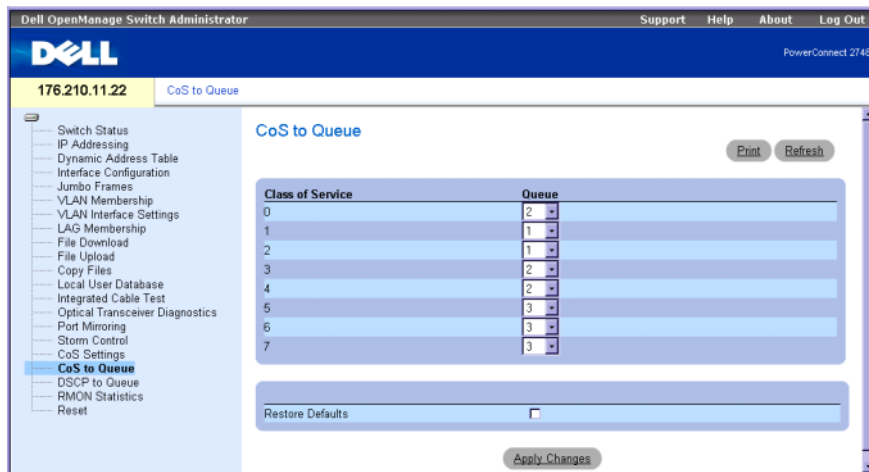 Dell OpenManage Switch Administrator
Support Help About Log Out
DELL
PowerConnect 2748
176.210.11.22
CoS to Queue
Switch Status
IP Addressing
Dynamic Address Table
Interface Configuration
Jumbo Frames
VLAN Membership
VLAN Interface Settings
LAG Membership
File Download
File Upload
Copy Files
Local User Database
Integrated Cable Test
Optical Transceiver Diagnostics
Port Mirroring
Storm Control
CoS Settings
CoS to Queue
DSCP to Queue
RMON Statistics
Reset
CoS to Queue
Print Refresh
Class of Service Queue
0 2
1 1
2 1
3 2
4 2
5 3
6 3
7 3
Restore Defaults
Apply Changes